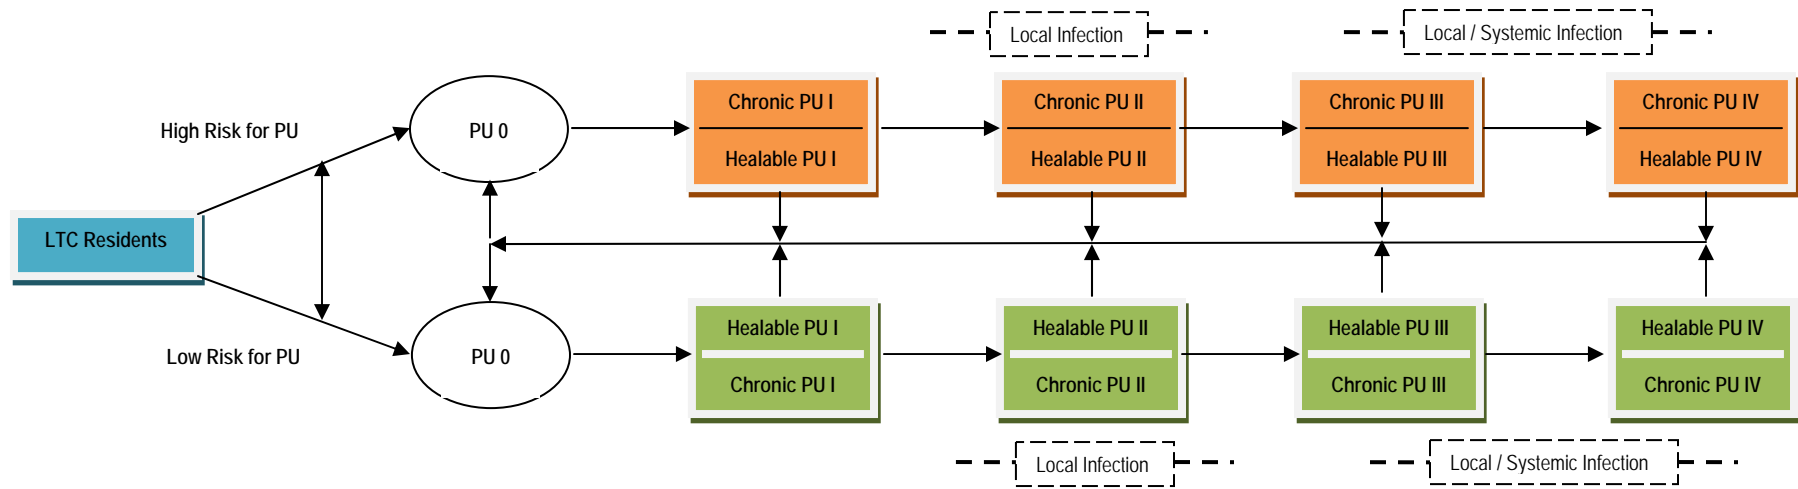 Local Infection
Local / Systemic Infection
High Risk for PU
PU 0
Chronic PU I
Healable PU I
Chronic PU II
Healable PU II
Chronic PU III
Healable PU III
Chronic PU IV
Healable PU IV
LTC Residents
Low Risk for PU
PU 0
Healable PU I
Chronic PU I
Healable PU II
Chronic PU II
Healable PU III
Chronic PU III
Healable PU IV
Chronic PU IV
Local Infection
Local / Systemic Infection